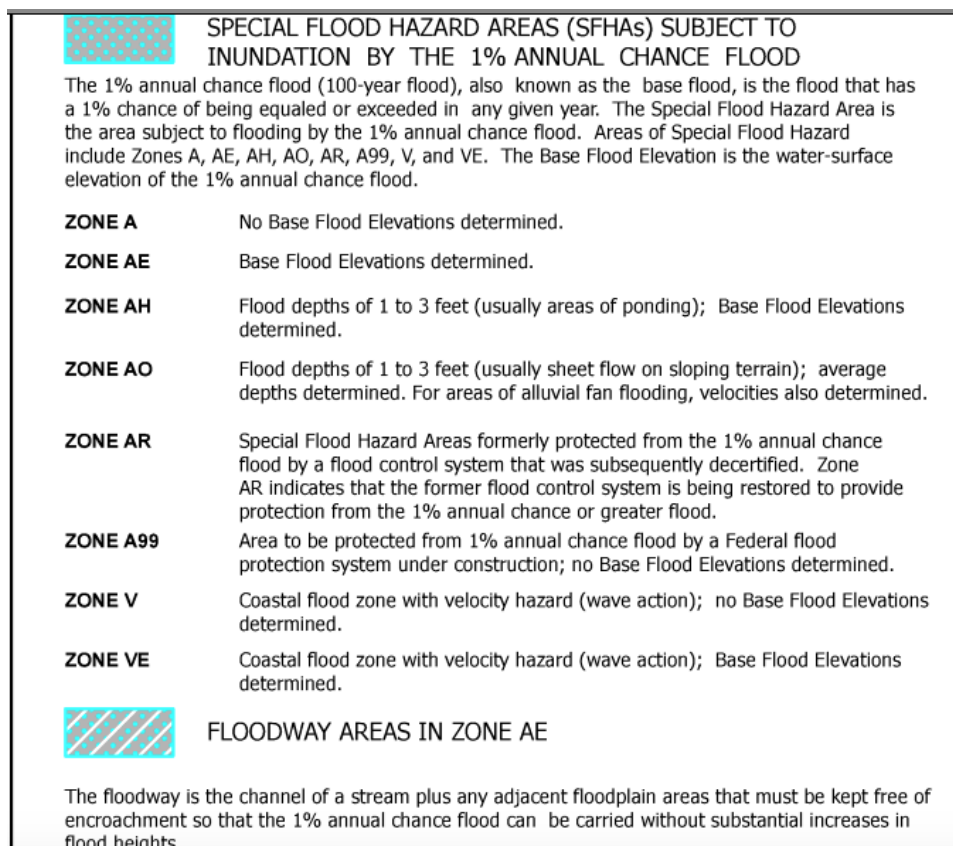 SPECIAL FLOOD HAZARD AREAS (SFHAs) SUBJECT TO
INUNDATION BY THE 1% ANNUAL CHANCE FLOOD
The 1% annual chance flood (100-year flood), also known as the base flood, is the flood that has
a 1% chance of being equaled or exceeded in any given year. The Special Flood Hazard Area is
the area subject to flooding by the 1% annual chance flood. Areas of Special Flood Hazard
include Zones A, AE, AH, AO, AR, A99, V, and VE. The Base Flood Elevation is the water-surface
elevation of the 1% annual chance flood.
ZONE A No Base Flood Elevations determined.
ZONE AE Base Flood Elevations determined.
ZONE AH Flood depths of 1 to 3 feet (usually areas of ponding); Base Flood Elevations
determined.
ZONE AO Flood depths of 1 to 3 feet (usually sheet flow on sloping terrain); average
depths determined. For areas of alluvial fan flooding, velocities also determined.
ZONE AR Special Flood Hazard Areas formerly protected from the 1% annual chance
flood by a flood control system that was subsequently decertified. Zone
AR indicates that the former flood control system is being restored to provide
protection from the 1% annual chance or greater flood.
ZONE A99 Area to be protected from 1% annual chance flood by a Federal flood
protection system under construction; no Base Flood Elevations determined.
ZONE V Coastal flood zone with velocity hazard (wave action); no Base Flood Elevations
determined.
ZONE VE Coastal flood zone with velocity hazard (wave action); Base Flood Elevations
determined.
FLOODWAY AREAS IN ZONE AE
The floodway is the channel of a stream plus any adjacent floodplain areas that must be kept free of
encroachment so that the 1% annual chance flood can be carried without substantial increases in
flood heights.